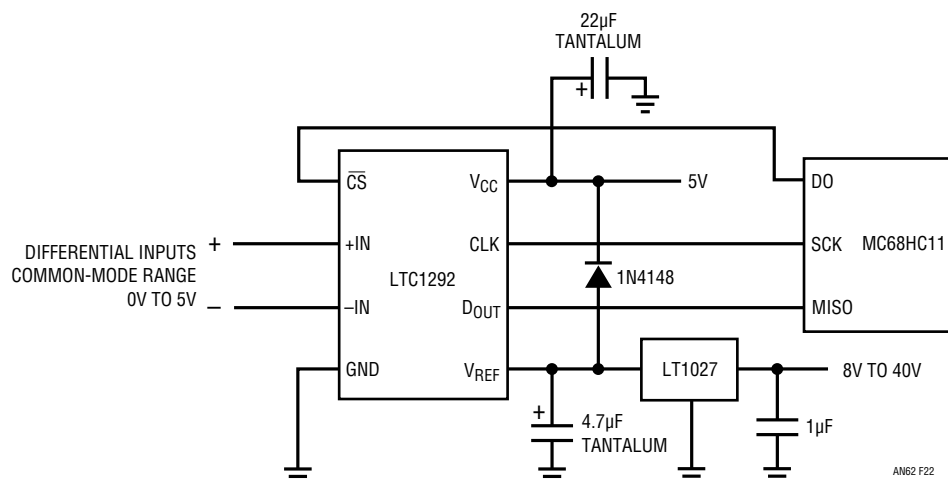 22µF
TANTALUM
+
C̅S̅
VCC
5V
DO
DIFFERENTIAL INPUTS
COMMON-MODE RANGE
0V TO 5V
+
–
+IN
–IN
LTC1292
CLK
DOUT
1N4148
SCK
MC68HC11
MISO
GND
VREF
LT1027
8V TO 40V
+
4.7µF
TANTALUM
1µF
AN62 F22